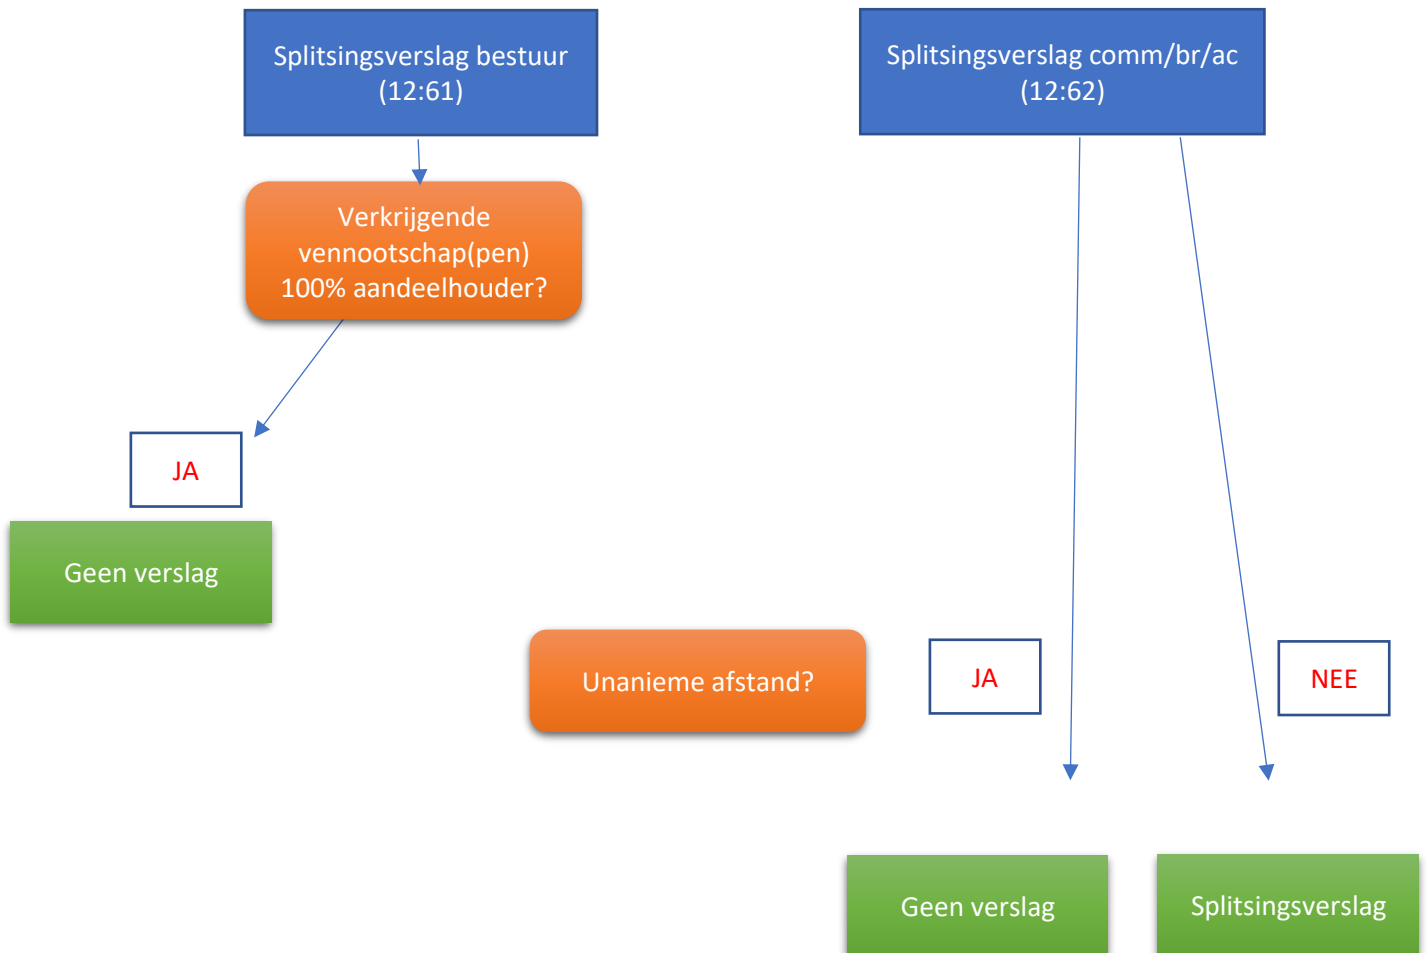 Splitsingsverslag bestuur
(12:61)
Splitsingsverslag comm/br/ac
(12:62)
Verkrijgende
vennootschap(pen)
100% aandeelhouder?
JA
Geen verslag
Unanieme afstand?
JA
NEE
Geen verslag
Splitsingsverslag